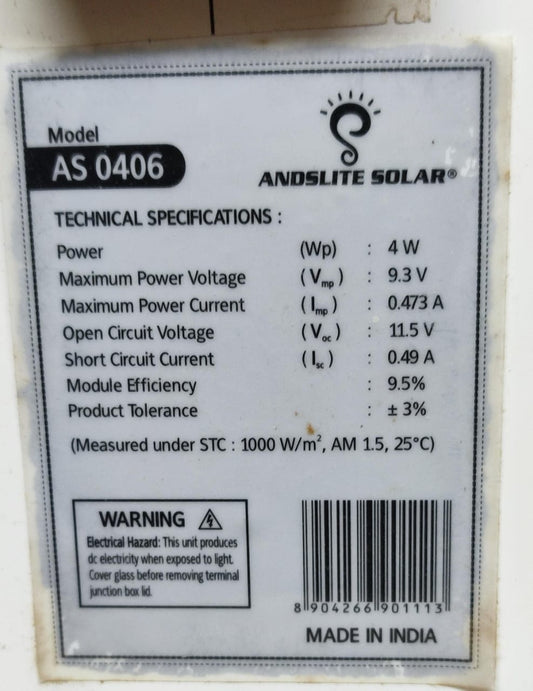 Model
AS 0406
ANDSLITE SOLAR®
TECHNICAL SPECIFICATIONS :
Power (Wp) : 4 W
Maximum Power Voltage (Vmp) : 9.3 V
Maximum Power Current (Imp) : 0.473 A
Open Circuit Voltage (Voc) : 11.5 V
Short Circuit Current (Isc) : 0.49 A
Module Efficiency : 9.5%
Product Tolerance : ± 3%
(Measured under STC : 1000 W/m², AM 1.5, 25°C)
WARNING
Electrical Hazard: This unit produces
dc electricity when exposed to light.
Cover glass before removing terminal
junction box lid.
8 904266 901113
MADE IN INDIA